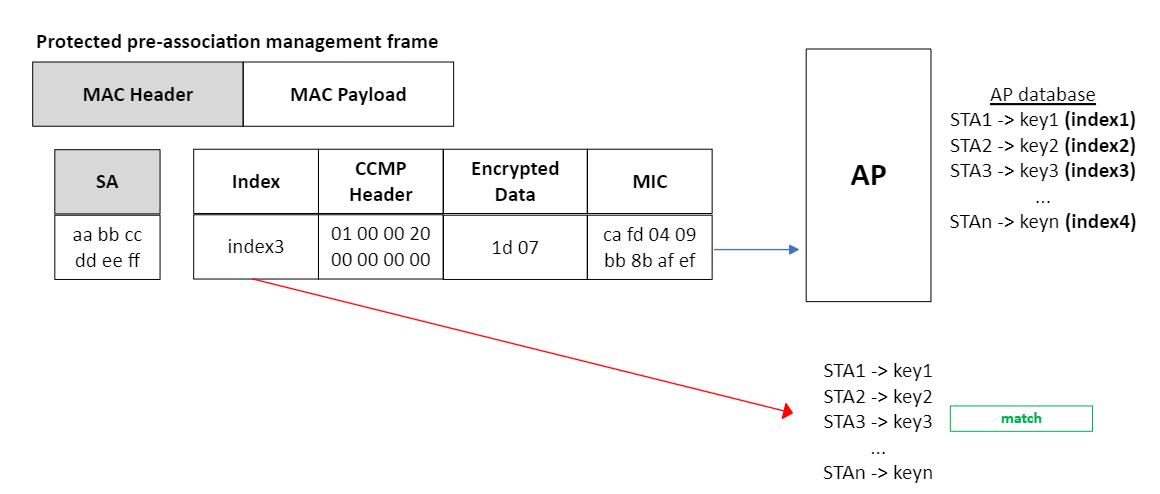 Protected pre-association management frame
MAC Header
MAC Payload
SA
Index
CCMP
Header
Encrypted
Data
MIC
aa bb cc
dd ee ff
index3
01 00 00 20
00 00 00 00
1d 07
ca fd 04 09
bb 8b af ef
AP
AP database
STA1 -> key1 (index1)
STA2 -> key2 (index2)
STA3 -> key3 (index3)
...
STAn -> keyn (index4)
STA1 -> key1
STA2 -> key2
STA3 -> key3
match
...
STAn -> keyn